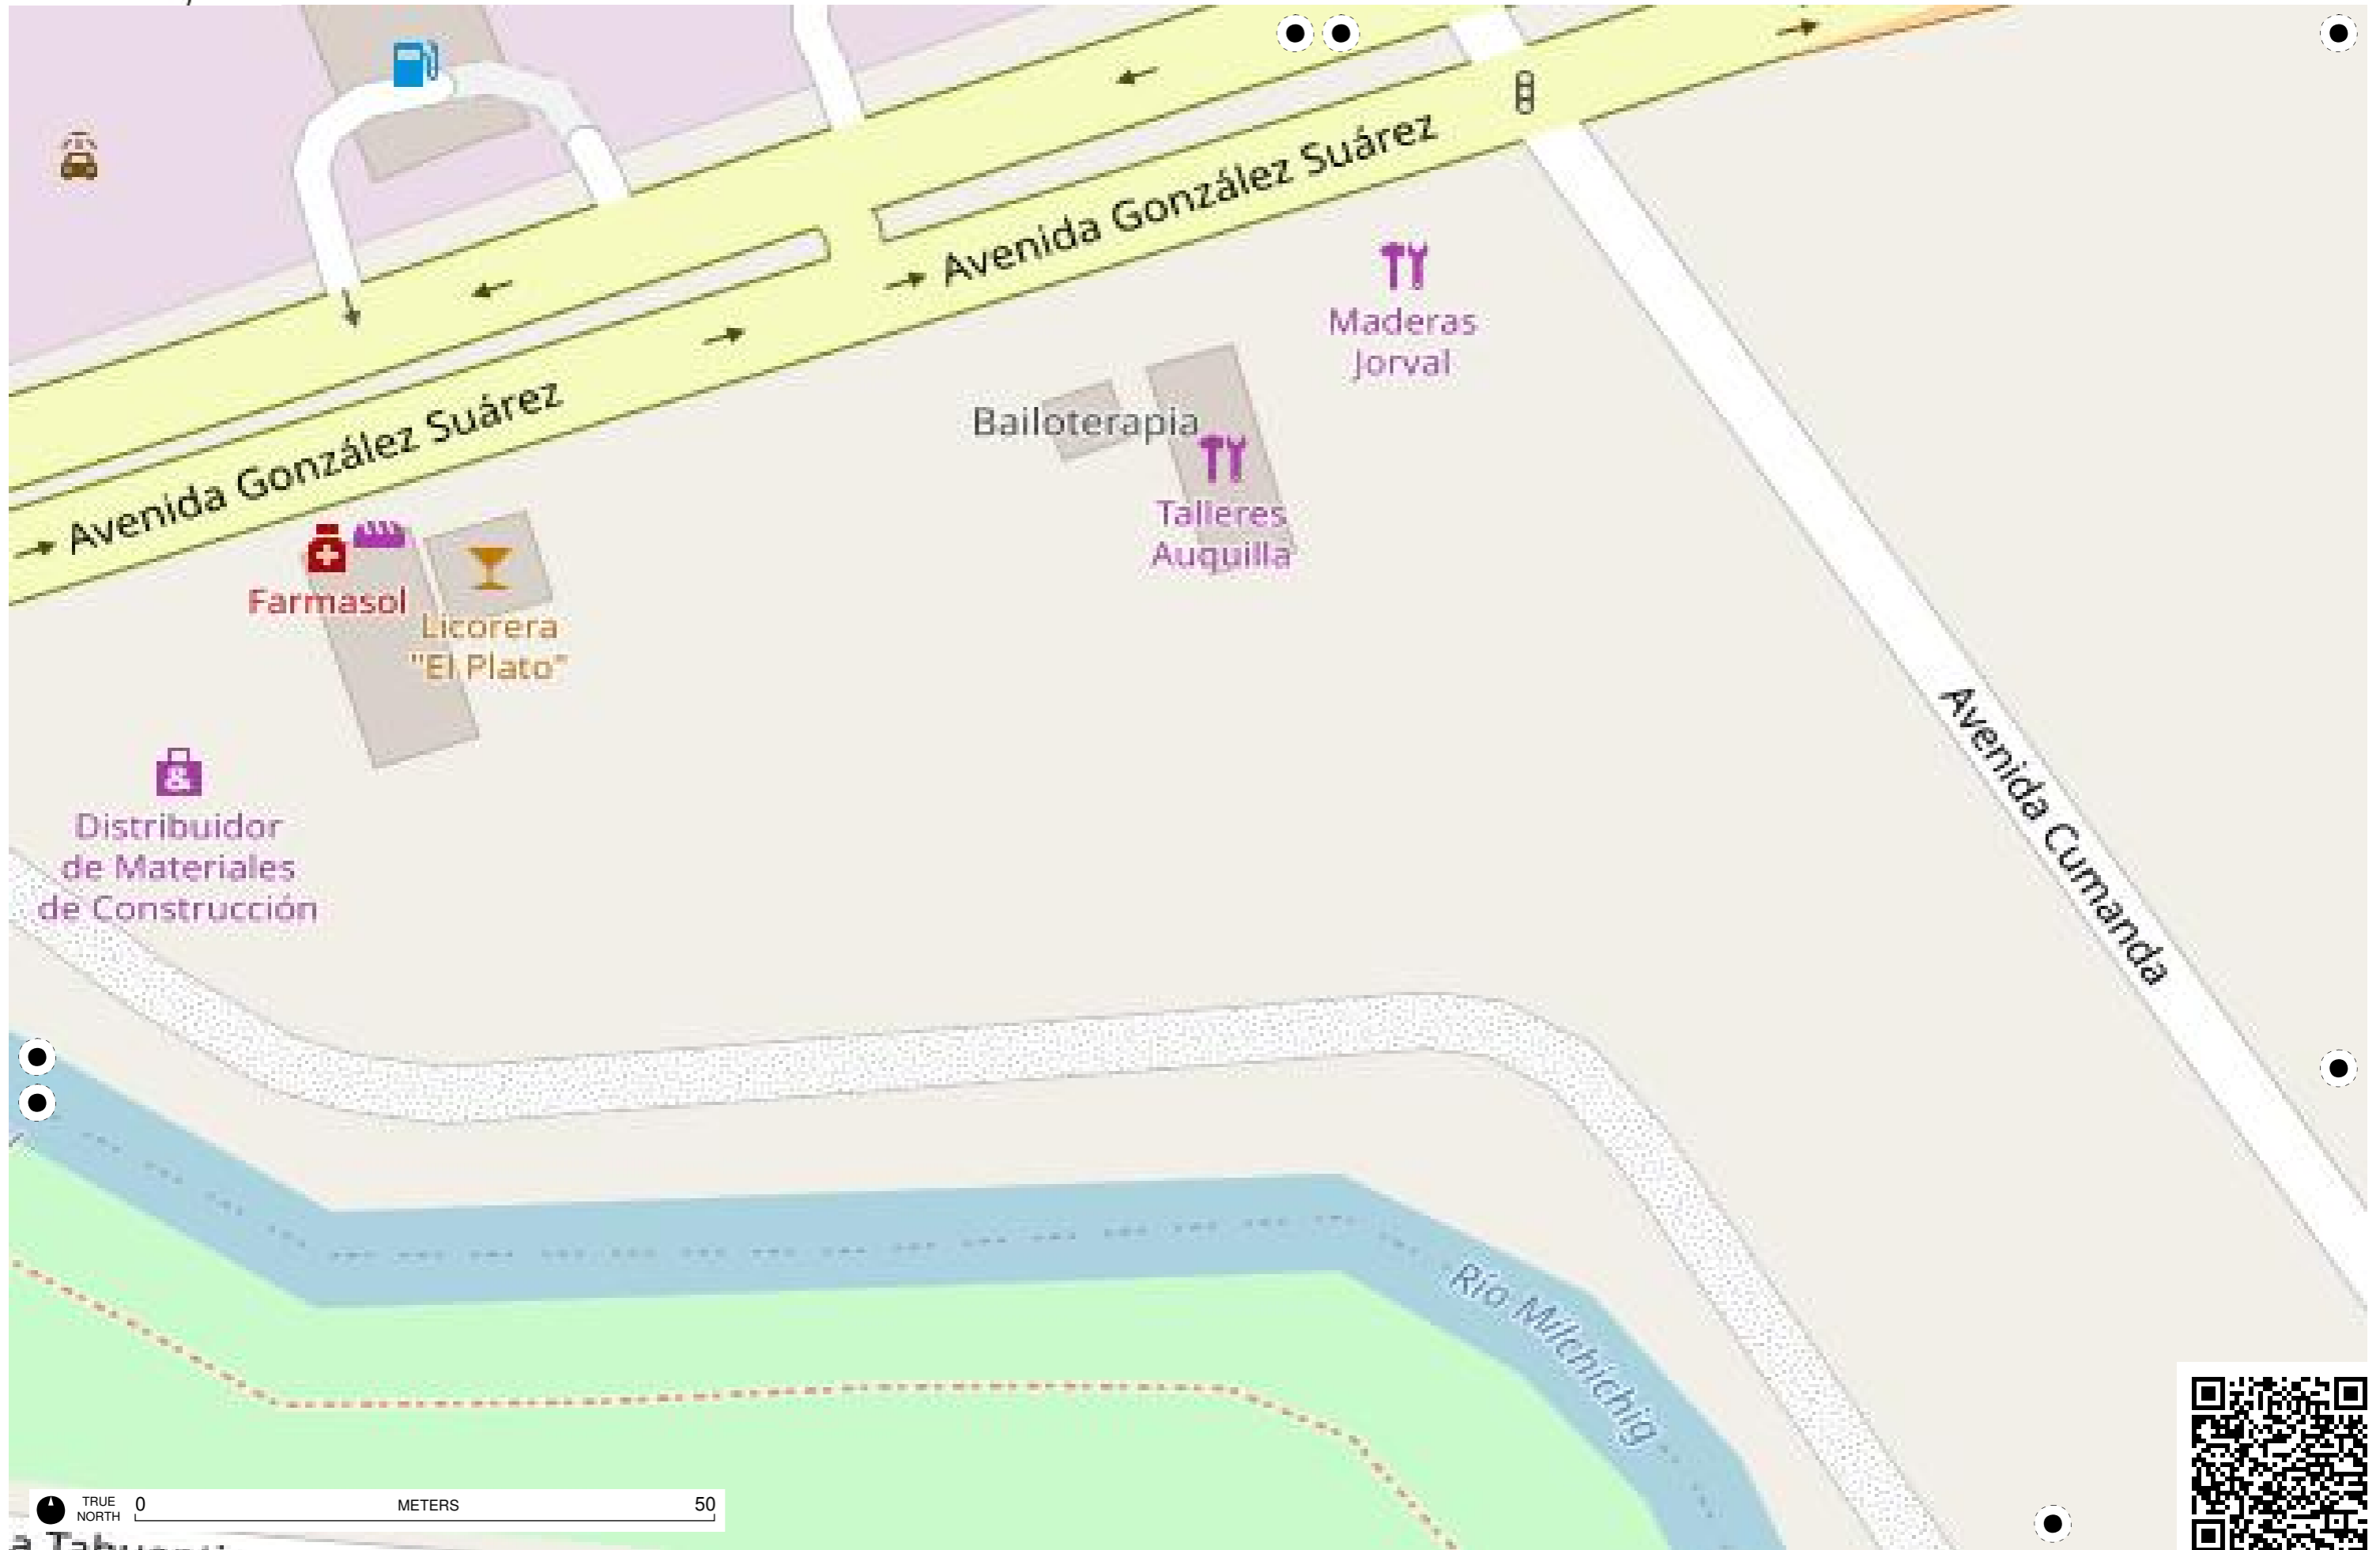 Avenida González Suárez
Maderas
Jorval
Bailoterapia
Talleres
Auquilla
Avenida González Suárez
Farmasol
Licorera
"El Plato"
Avenida Cumanda
Distribuidor
de Materiales
de Construcción
Río Milchichig
TRUE
NORTH
0 METERS 50